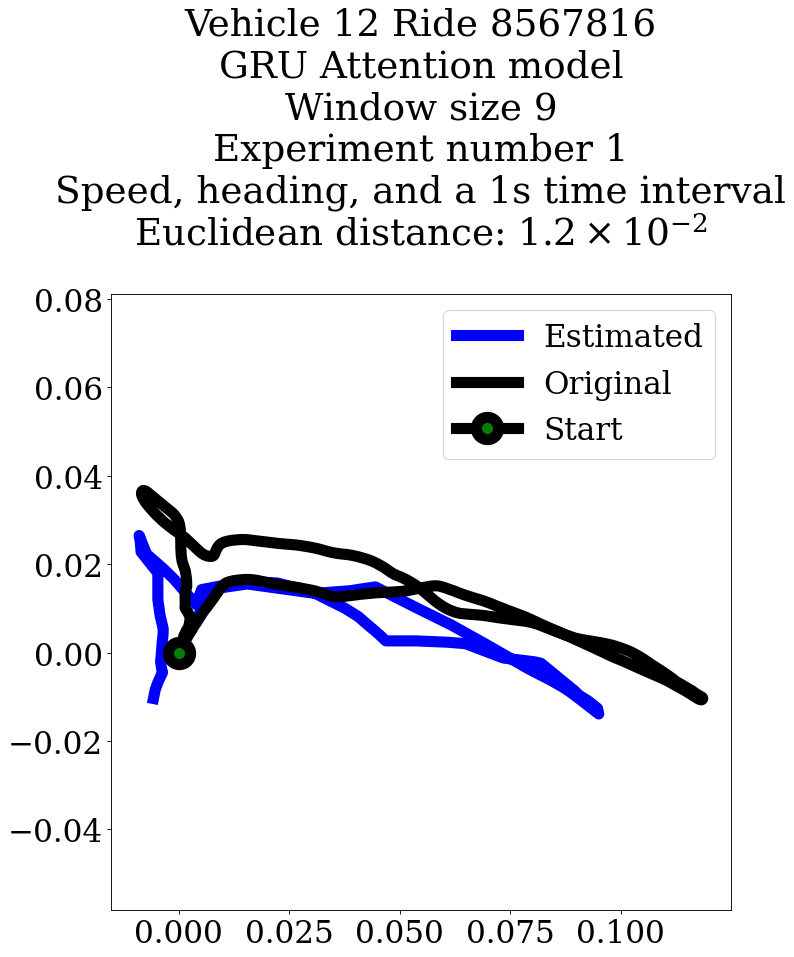 Vehicle 12 Ride 8567816
GRU Attention model
Window size 9
Experiment number 1
Speed, heading, and a 1s time interval
Euclidean distance: 1.2 × 10⁻²
Estimated
Original
Start
0.08
0.06
0.04
0.02
0.00
−0.02
−0.04
0.000 0.025 0.050 0.075 0.100